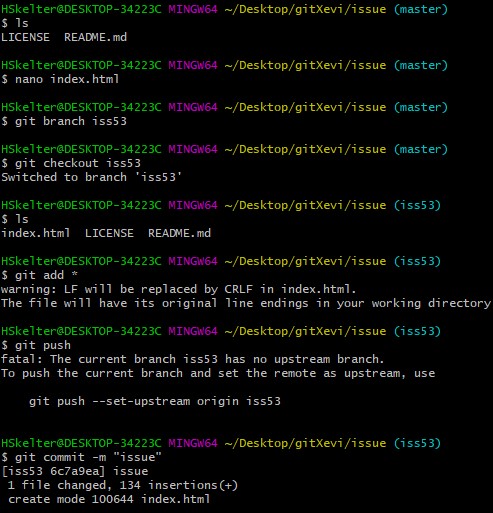 HSkelter@DESKTOP-34223C MINGW64 ~/Desktop/gitXevi/issue (master)
$ ls
LICENSE  README.md
HSkelter@DESKTOP-34223C MINGW64 ~/Desktop/gitXevi/issue (master)
$ nano index.html
HSkelter@DESKTOP-34223C MINGW64 ~/Desktop/gitXevi/issue (master)
$ git branch iss53
HSkelter@DESKTOP-34223C MINGW64 ~/Desktop/gitXevi/issue (master)
$ git checkout iss53
Switched to branch 'iss53'
HSkelter@DESKTOP-34223C MINGW64 ~/Desktop/gitXevi/issue (iss53)
$ ls
index.html  LICENSE  README.md
HSkelter@DESKTOP-34223C MINGW64 ~/Desktop/gitXevi/issue (iss53)
$ git add *
warning: LF will be replaced by CRLF in index.html.
The file will have its original line endings in your working directory
HSkelter@DESKTOP-34223C MINGW64 ~/Desktop/gitXevi/issue (iss53)
$ git push
fatal: The current branch iss53 has no upstream branch.
To push the current branch and set the remote as upstream, use
    git push --set-upstream origin iss53
HSkelter@DESKTOP-34223C MINGW64 ~/Desktop/gitXevi/issue (iss53)
$ git commit -m "issue"
[iss53 6c7a9ea] issue
 1 file changed, 134 insertions(+)
 create mode 100644 index.html